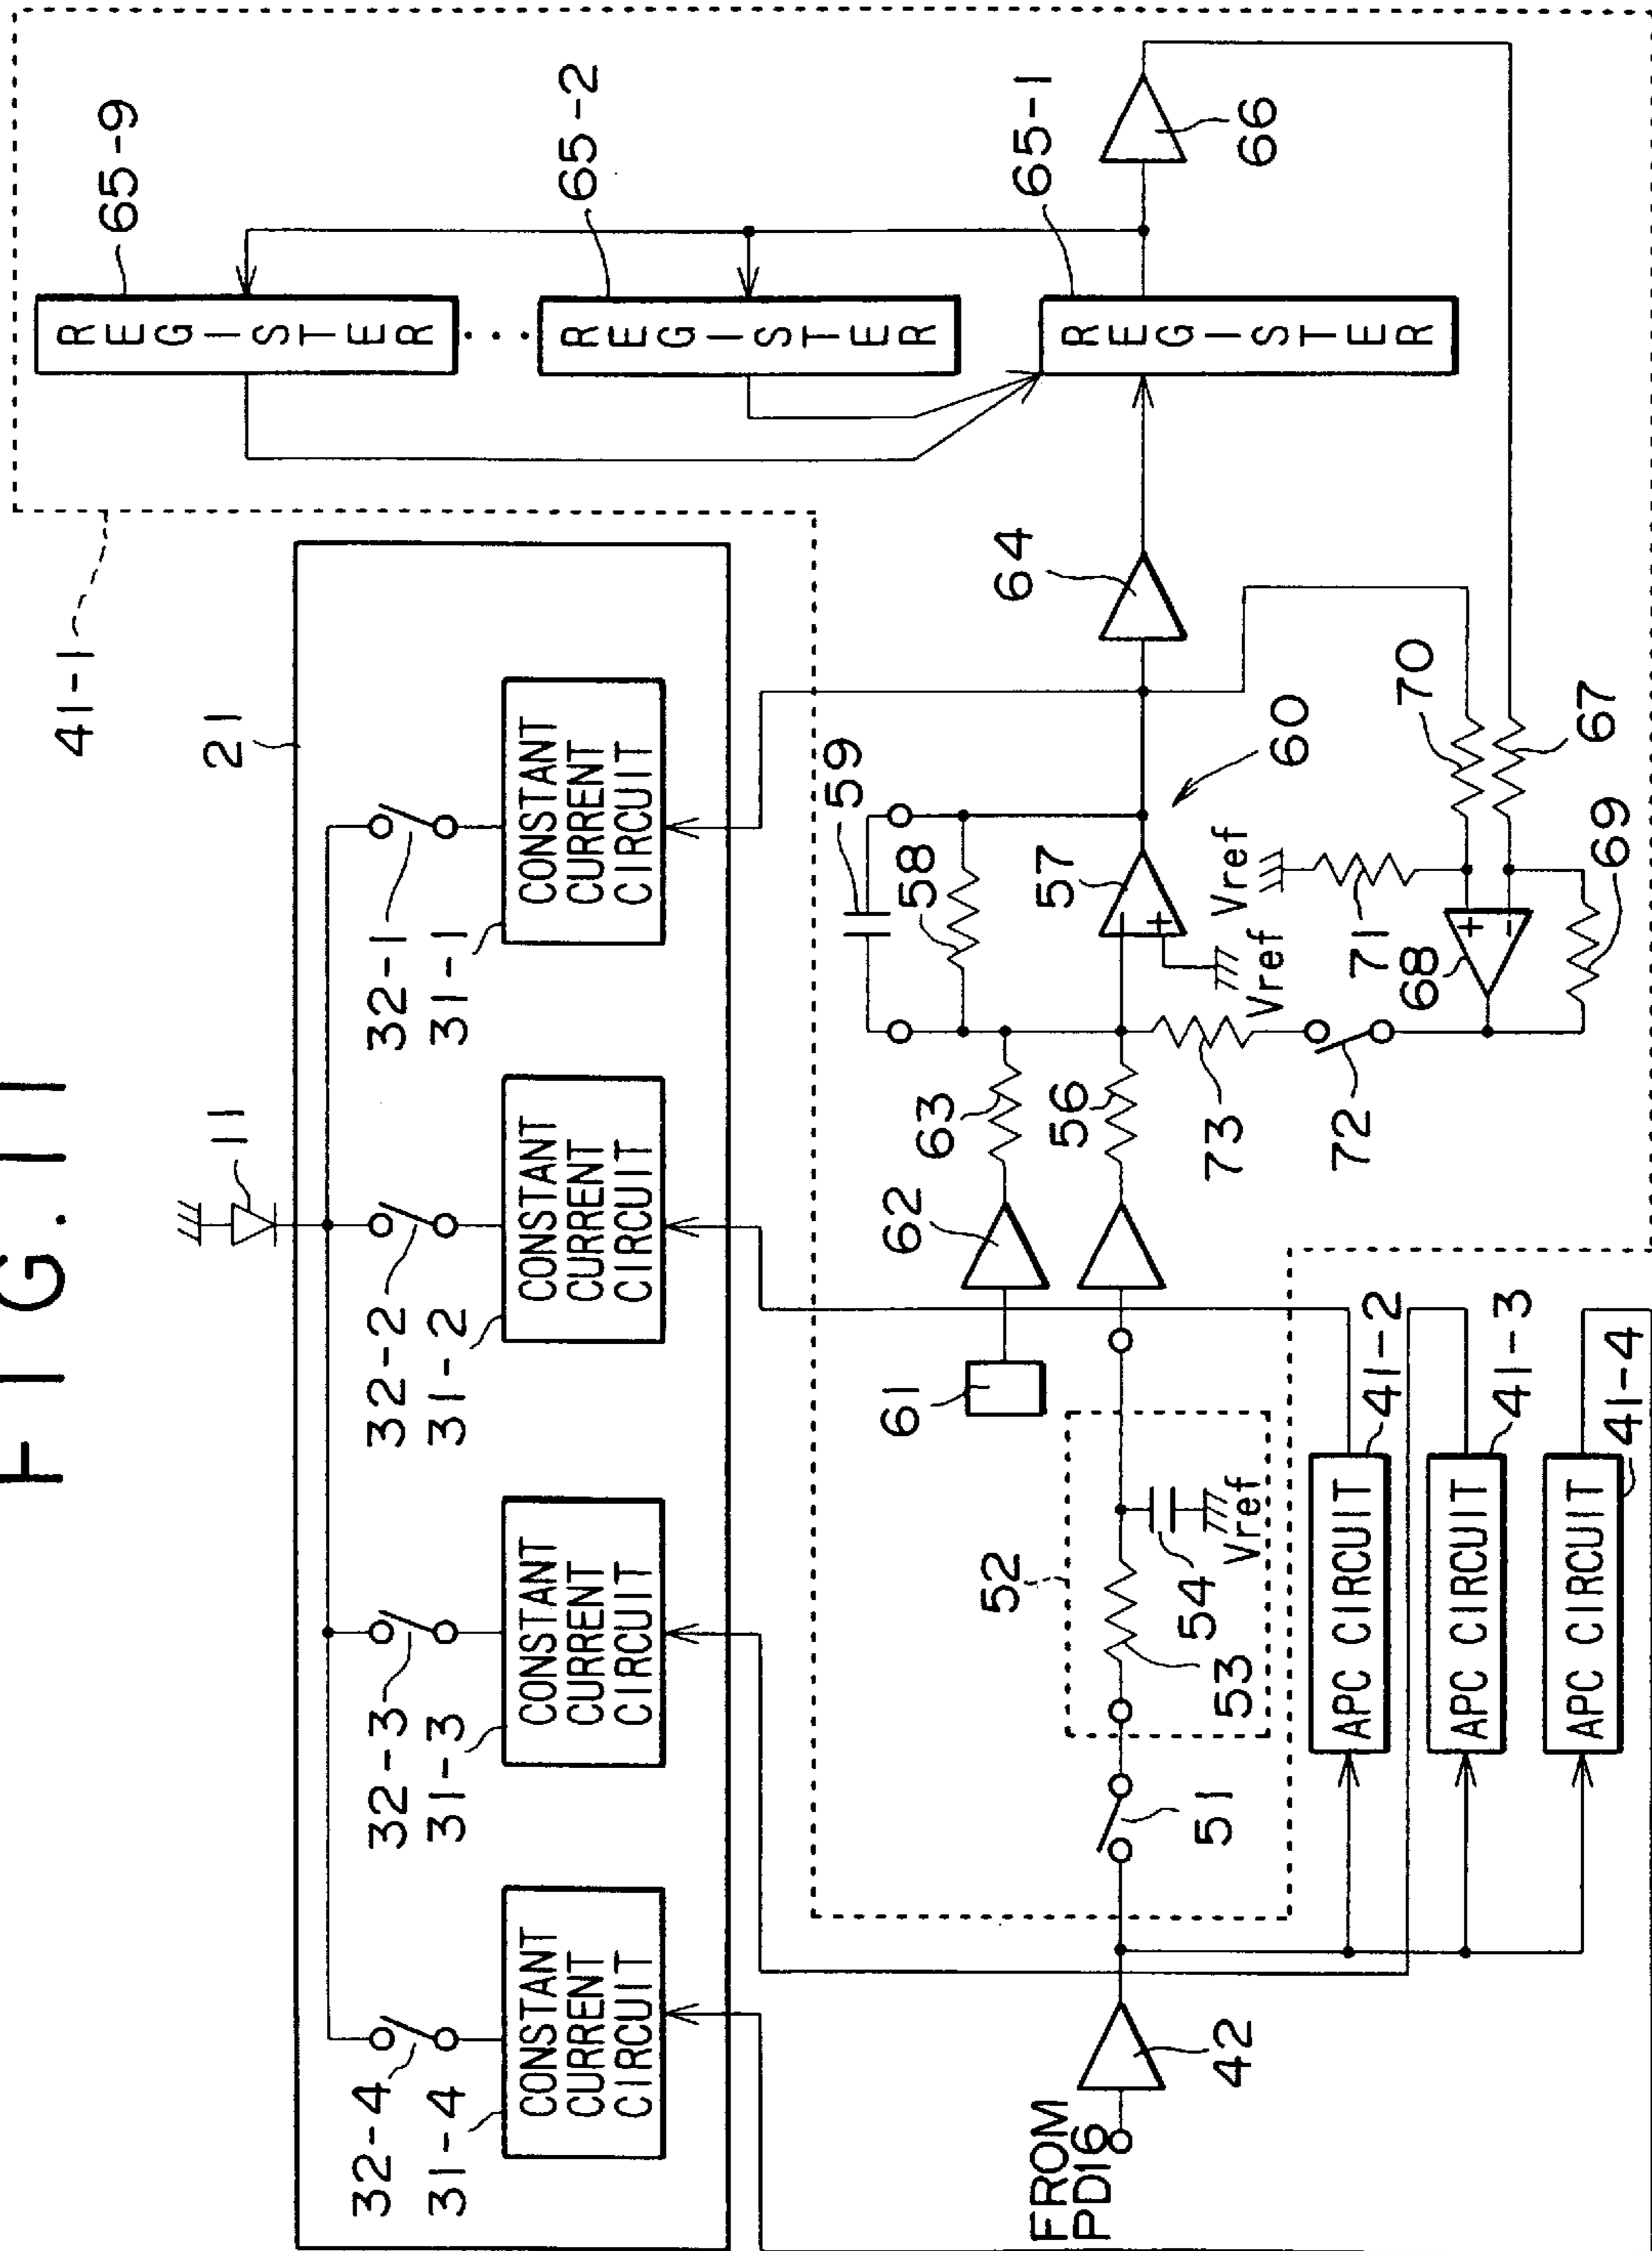 FIG. 11
11
41-1
21
32-4
31-4
CONSTANT
CURRENT
CIRCUIT
32-3
31-3
CONSTANT
CURRENT
CIRCUIT
32-2
31-2
CONSTANT
CURRENT
CIRCUIT
32-1
31-1
CONSTANT
CURRENT
CIRCUIT
REGISTER
65-9
...
REGISTER
65-2
REGISTER
65-1
66
64
61
62
63
59
58
57
+
−
Vref
60
56
52
53
54
Vref
51
FROM
PD16
42
73
72
Vref
71
70
67
68
+
−
69
APC CIRCUIT
41-2
APC CIRCUIT
41-3
APC CIRCUIT
41-4